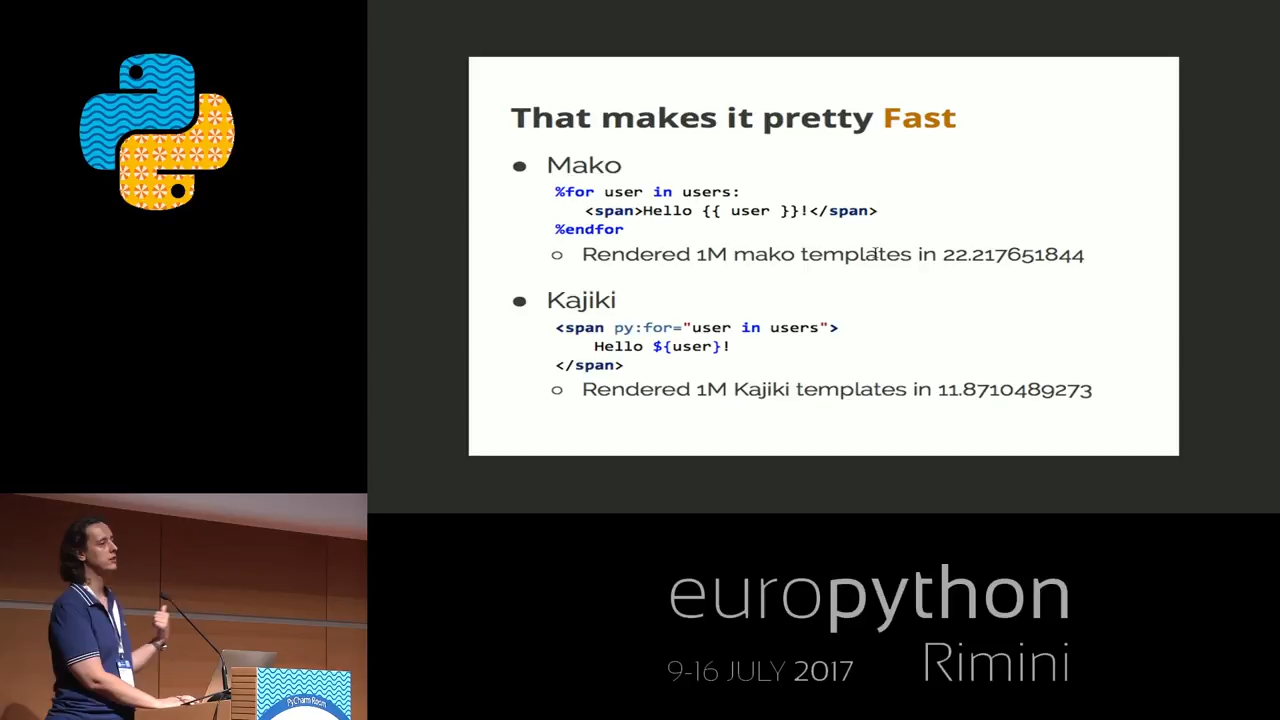 That makes it pretty Fast
● Mako
%for user in users:
<span>Hello {{ user }}!</span>
%endfor
○ Rendered 1M mako templates in 22.217651844
● Kajiki
<span py:for="user in users">
Hello ${user}!
</span>
○ Rendered 1M Kajiki templates in 11.8710489273
europython
Rimini
9-16 JULY 2017
PyCharm Room